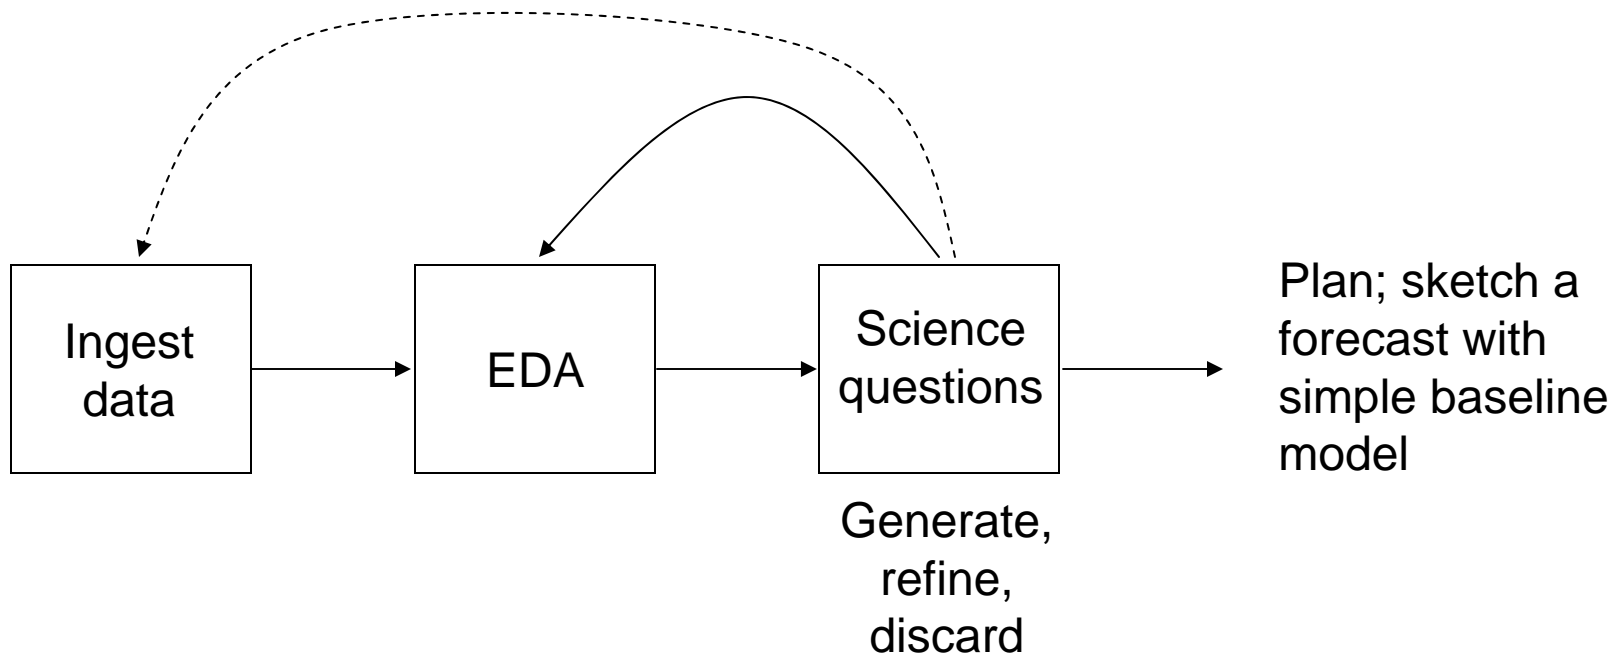 Ingest
data
EDA
Science
questions
Generate,
refine,
discard
Plan; sketch a
forecast with
simple baseline
model